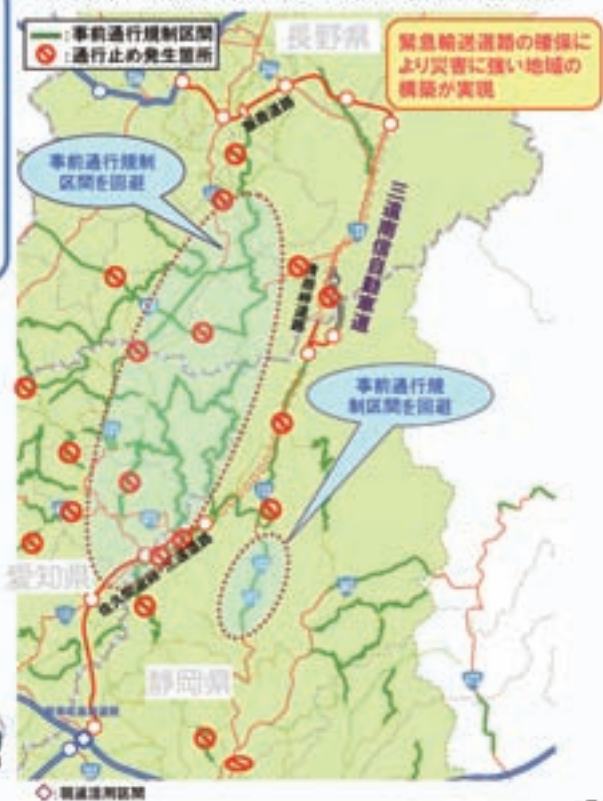 ：事前通行規制区間
：通行止め発生箇所
長野県
緊急輸送道路の確保に
より災害に強い地域の
構築が実現
事前通行規制
区間を回避
三遠南信自動車道
事前通行規
制区間を回避
愛知県
静岡県
：現道活用区間